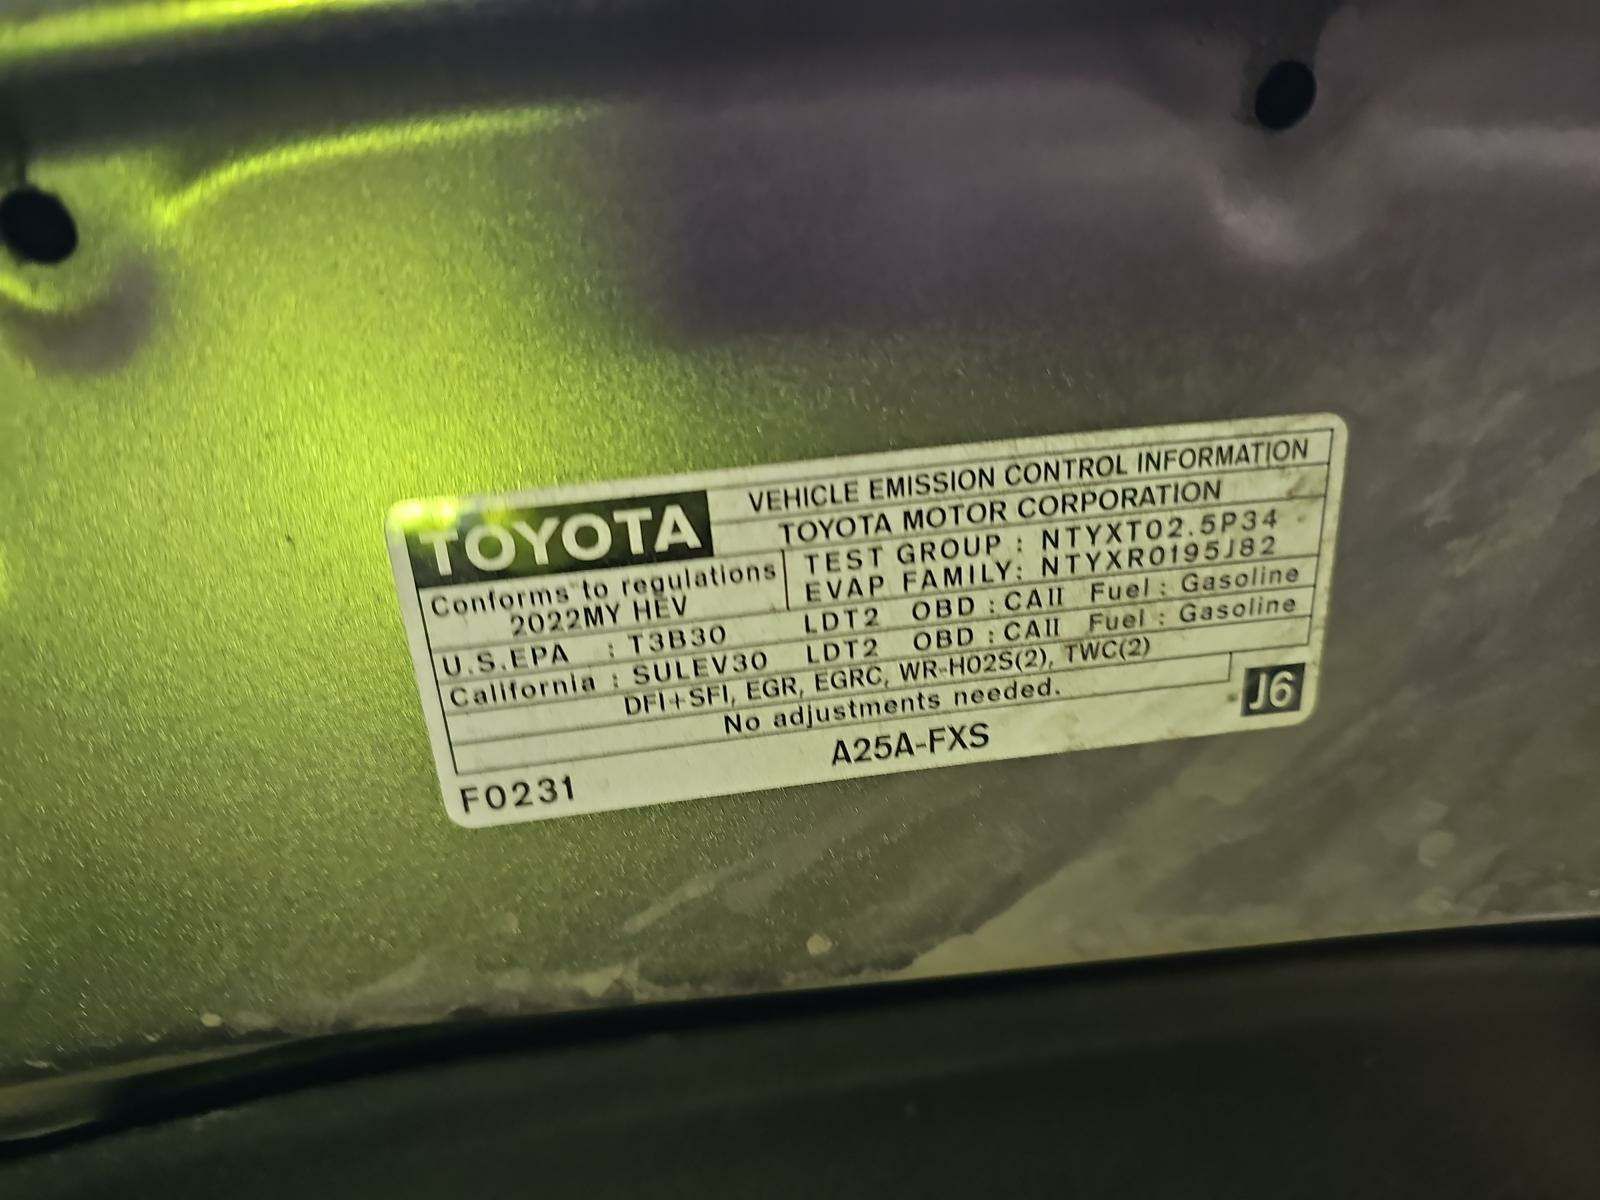 TOYOTA
VEHICLE EMISSION CONTROL INFORMATION
TOYOTA MOTOR CORPORATION
Conforms to regulations
2022MY HEV
TEST GROUP : NTYXT02.5P34
EVAP FAMILY: NTYXR0195J82
U.S.EPA : T3B30 LDT2 OBD : CAII Fuel : Gasoline
California : SULEV30 LDT2 OBD : CAII Fuel : Gasoline
DFI+SFI, EGR, EGRC, WR-HO2S(2), TWC(2)
No adjustments needed.
J6
A25A-FXS
F0231